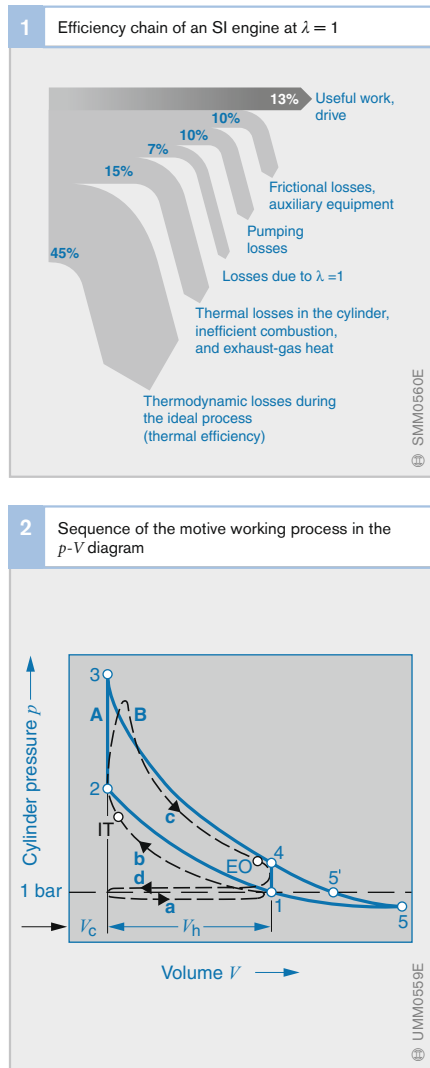 1
Efficiency chain of an SI engine at λ = 1
13%
Useful work,
drive
10%
10%
7%
15%
45%
Frictional losses,
auxiliary equipment
Pumping
losses
Losses due to λ =1
Thermal losses in the cylinder,
inefficient combustion,
and exhaust-gas heat
Thermodynamic losses during
the ideal process
(thermal efficiency)
SMM0560E
2
Sequence of the motive working process in the
p-V diagram
Cylinder pressure p
3
A
B
2
IT
c
b
EO
4
d
5'
1 bar
a
1
5
Vc
Vh
Volume V
UMM0559E